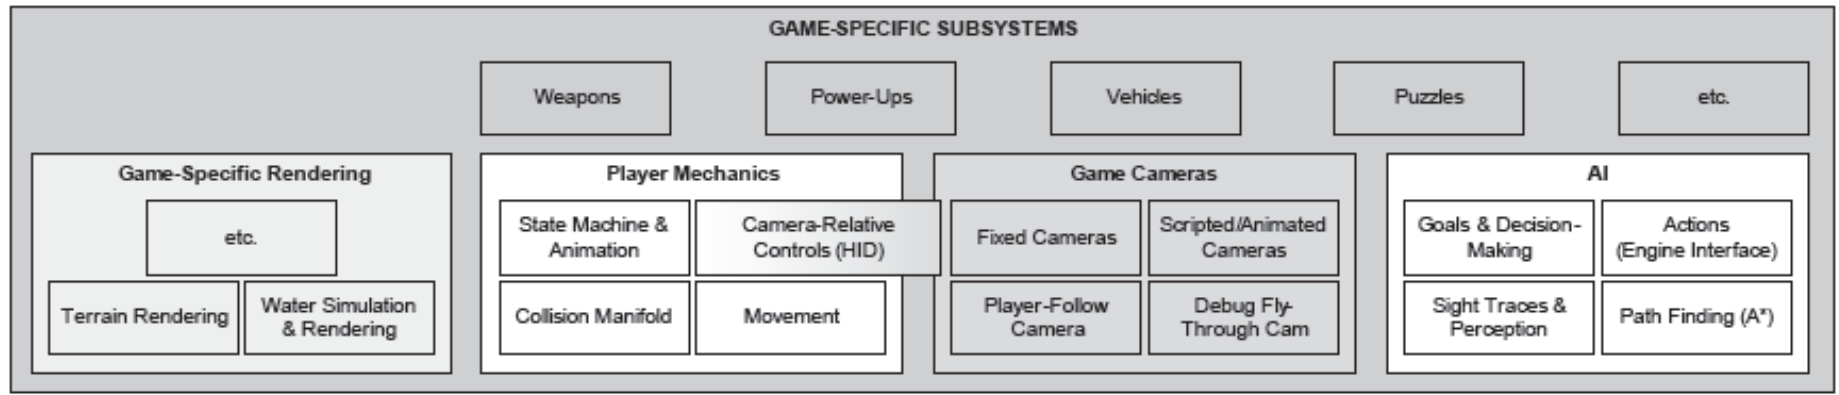 GAME-SPECIFIC SUBSYSTEMS
Weapons
Power-Ups
Vehicles
Puzzles
etc.
Game-Specific Rendering
etc.
Terrain Rendering
Water Simulation
& Rendering
Player Mechanics
State Machine &
Animation
Camera-Relative
Controls (HID)
Collision Manifold
Movement
Game Cameras
Fixed Cameras
Scripted/Animated
Cameras
Player-Follow
Camera
Debug Fly-
Through Cam
AI
Goals & Decision-
Making
Actions
(Engine Interface)
Sight Traces &
Perception
Path Finding (A*)